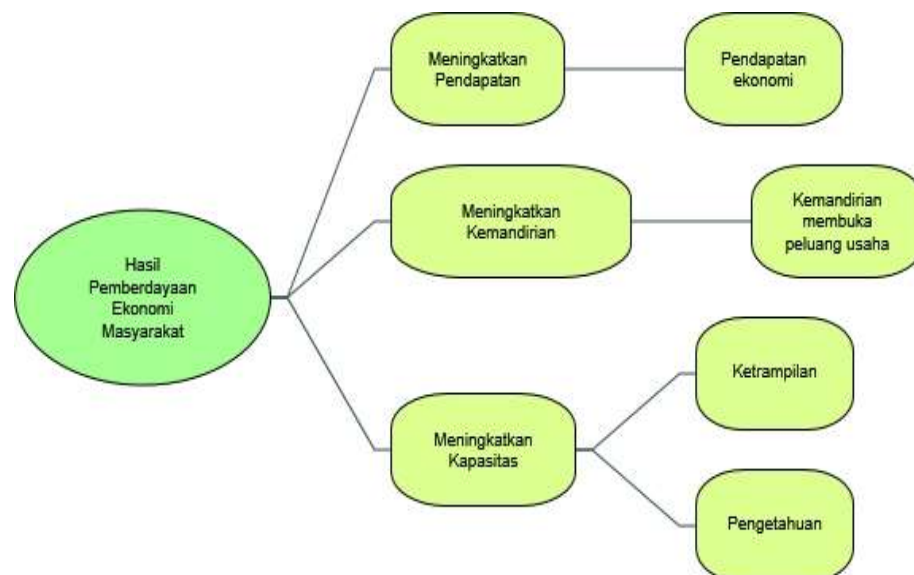 Meningkatkan
Pendapatan
Pendapatan
ekonomi
Meningkatkan
Kemandirian
Kemandirian
membuka
peluang usaha
Hasil
Pemberdayaan
Ekonomi
Masyarakat
Ketrampilan
Meningkatkan
Kapasitas
Pengetahuan